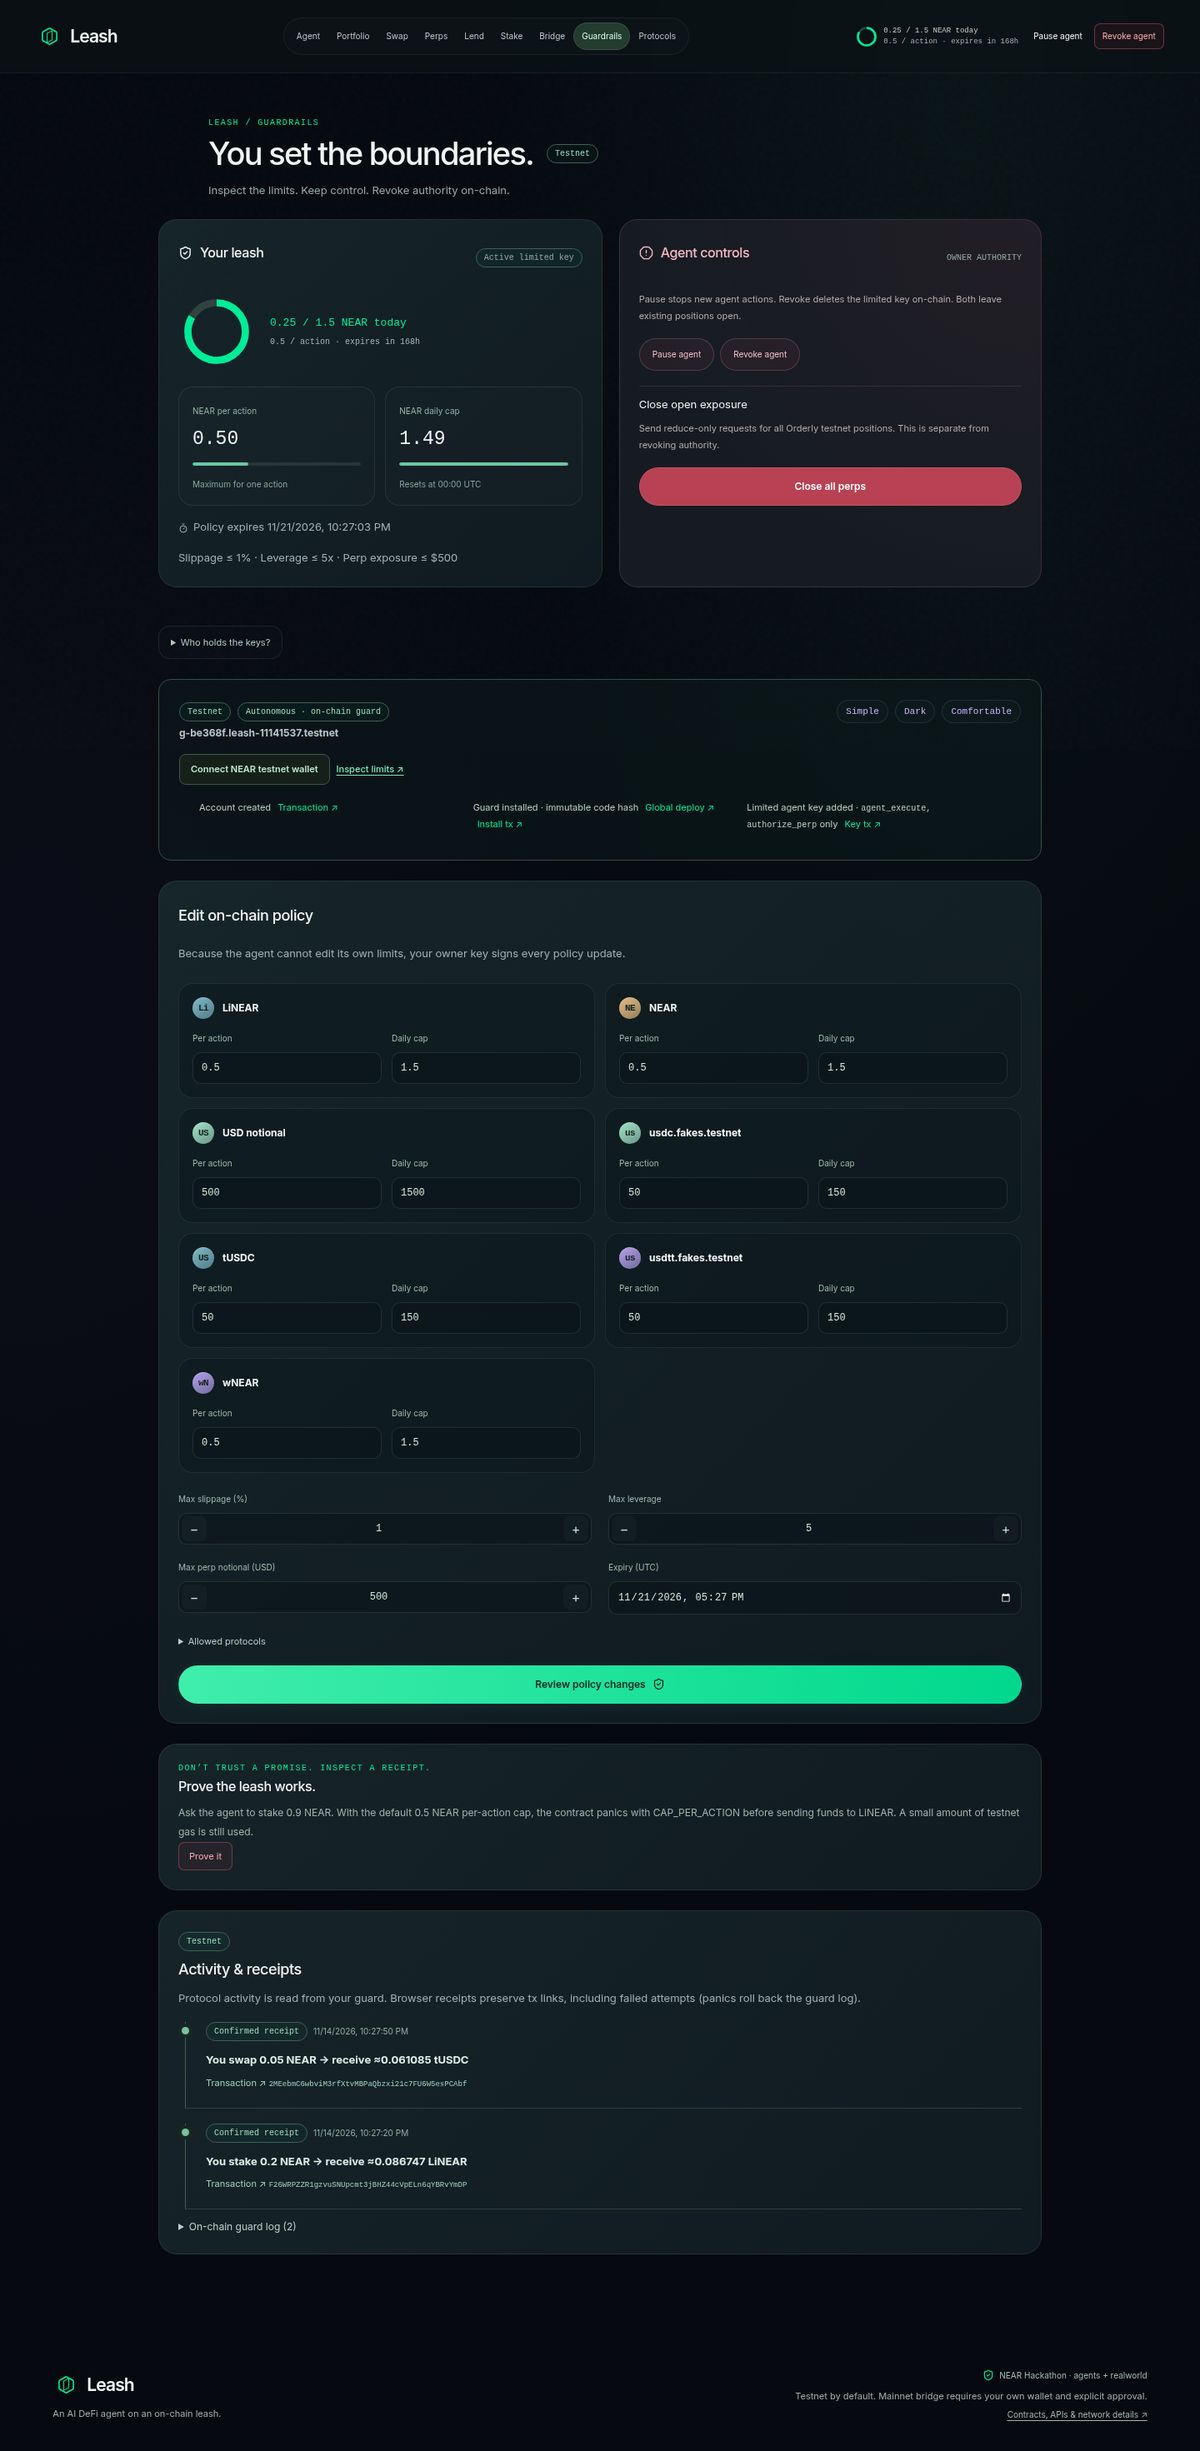 Leash
Agent Portfolio Swap Perps Lend Stake Bridge Guardrails Protocols
0.25 / 1.5 NEAR today
0.5 / action · expires in 168h
Pause agent
Revoke agent
LEASH / GUARDRAILS
You set the boundaries.
Testnet
Inspect the limits. Keep control. Revoke authority on-chain.
Your leash
Active limited key
0.25 / 1.5 NEAR today
0.5 / action · expires in 168h
NEAR per action
0.50
Maximum for one action
NEAR daily cap
1.49
Resets at 00:00 UTC
Policy expires 11/21/2026, 10:27:03 PM
Slippage ≤ 1% · Leverage ≤ 5x · Perp exposure ≤ $500
Agent controls
OWNER AUTHORITY
Pause stops new agent actions. Revoke deletes the limited key on-chain. Both leave
existing positions open.
Pause agent
Revoke agent
Close open exposure
Send reduce-only requests for all Orderly testnet positions. This is separate from
revoking authority.
Close all perps
Who holds the keys?
Testnet
Autonomous · on-chain guard
Simple
Dark
Comfortable
g-be368f.leash-11141537.testnet
Connect NEAR testnet wallet
Inspect limits ↗
Account created Transaction ↗
Guard installed · immutable code hash Global deploy ↗
Install tx ↗
Limited agent key added · agent_execute,
authorize_perp only Key tx ↗
Edit on-chain policy
Because the agent cannot edit its own limits, your owner key signs every policy update.
Li LiNEAR
Per action Daily cap
0.5 1.5
NE NEAR
Per action Daily cap
0.5 1.5
US USD notional
Per action Daily cap
500 1500
us usdc.fakes.testnet
Per action Daily cap
50 150
US tUSDC
Per action Daily cap
50 150
us usdtt.fakes.testnet
Per action Daily cap
50 150
wN wNEAR
Per action Daily cap
0.5 1.5
Max slippage (%)
− 1 +
Max leverage
− 5 +
Max perp notional (USD)
− 500 +
Expiry (UTC)
11/21/2026, 05:27 PM
Allowed protocols
Review policy changes
DON'T TRUST A PROMISE. INSPECT A RECEIPT.
Prove the leash works.
Ask the agent to stake 0.9 NEAR. With the default 0.5 NEAR per-action cap, the contract panics with CAP_PER_ACTION before sending funds to LiNEAR. A small amount of testnet
gas is still used.
Prove it
Testnet
Activity & receipts
Protocol activity is read from your guard. Browser receipts preserve tx links, including failed attempts (panics roll back the guard log).
Confirmed receipt 11/14/2026, 10:27:50 PM
You swap 0.05 NEAR → receive ≈0.061085 tUSDC
Transaction ↗ 2MEebmC6wbviM3rfXtvMBPaQbzxi21c7FU6W5esPCAbf
Confirmed receipt 11/14/2026, 10:27:20 PM
You stake 0.2 NEAR → receive ≈0.086747 LiNEAR
Transaction ↗ F26WRPZZR1gzvuSNUpcmt3jBHZ44cVpELn6qYBRvYmDP
On-chain guard log (2)
Leash
An AI DeFi agent on an on-chain leash.
NEAR Hackathon · agents + realworld
Testnet by default. Mainnet bridge requires your own wallet and explicit approval.
Contracts, APIs & network details ↗